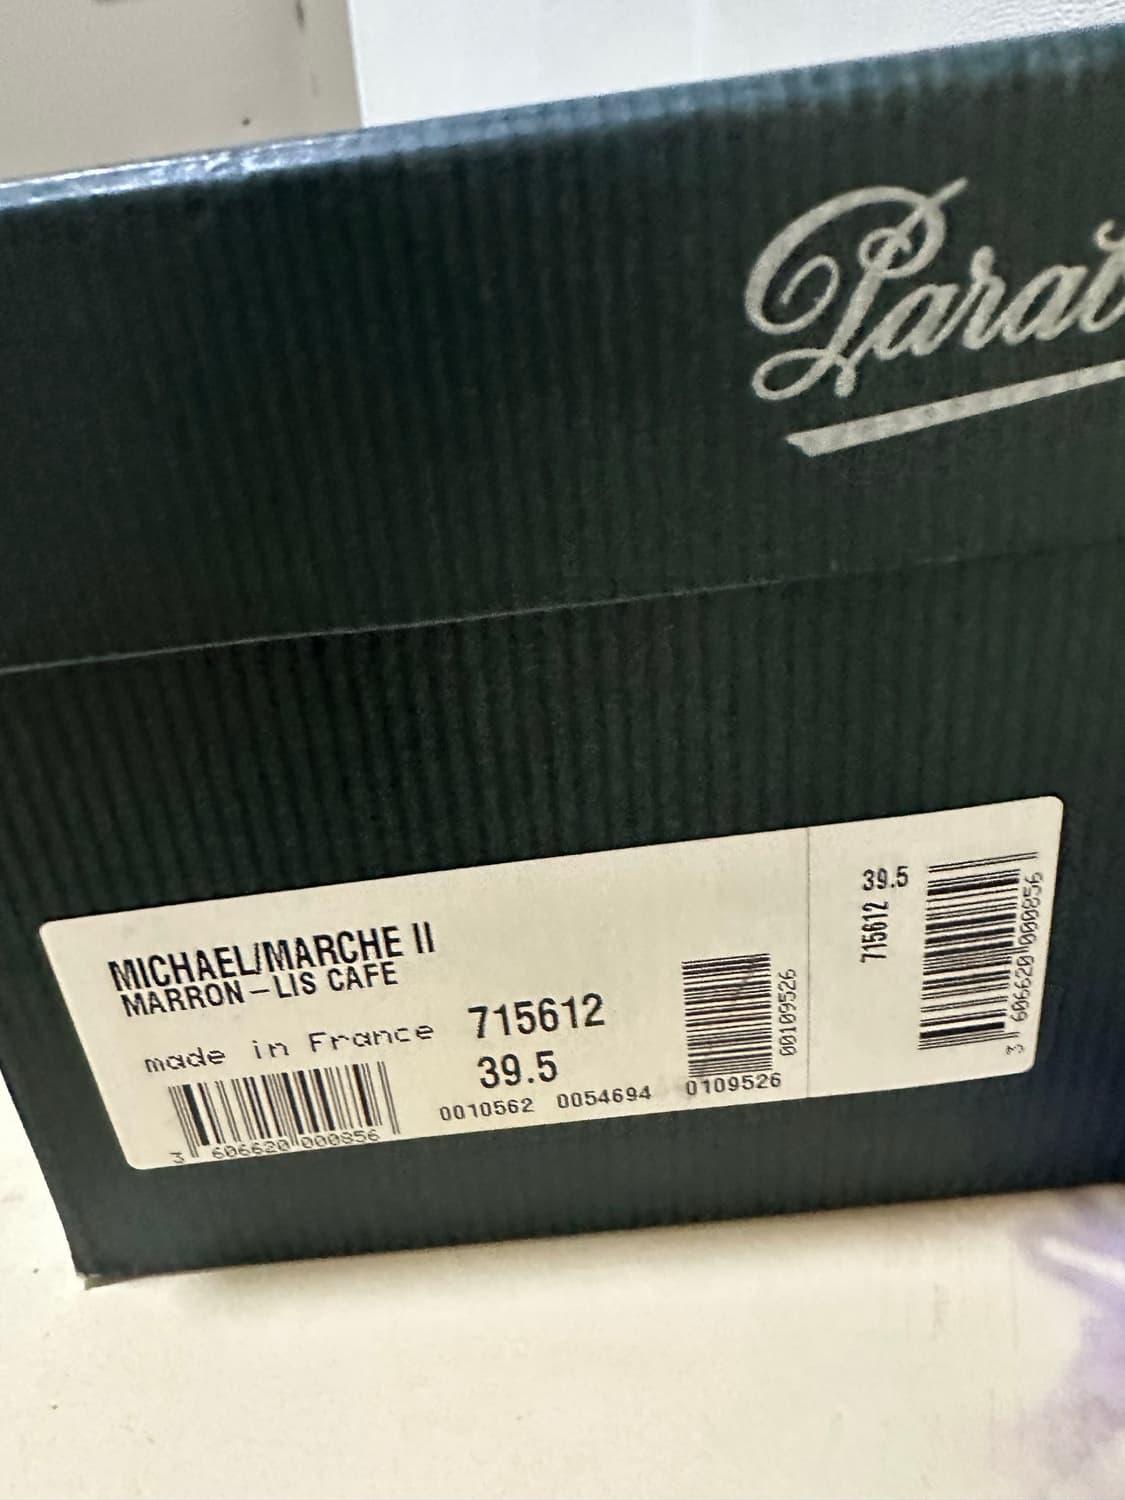 Parab
MICHAEL/MARCHE II
MARRON-LIS CAFE
made in France
715612
39.5
0010562 0054694 0109526
3 606620 000856
00109526
39.5
715612
3 606620 000856